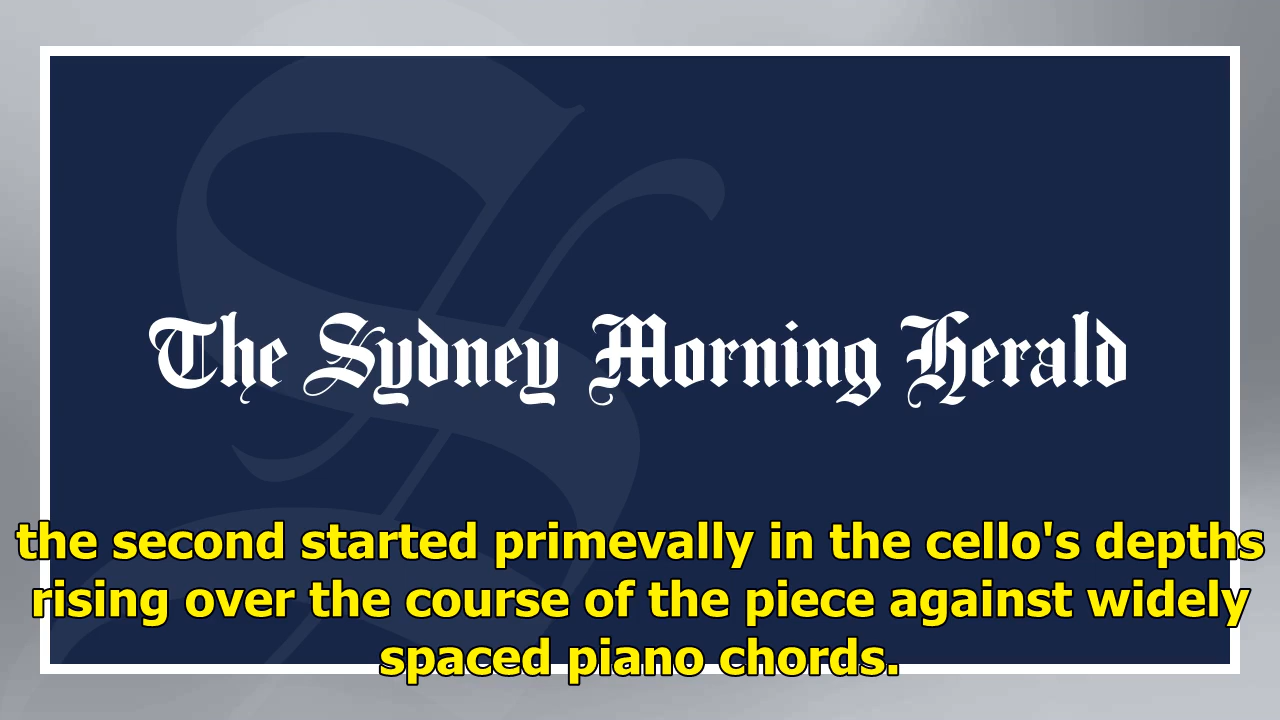 The Sydney Morning Herald
the second started primevally in the cello's depths
rising over the course of the piece against widely
spaced piano chords.